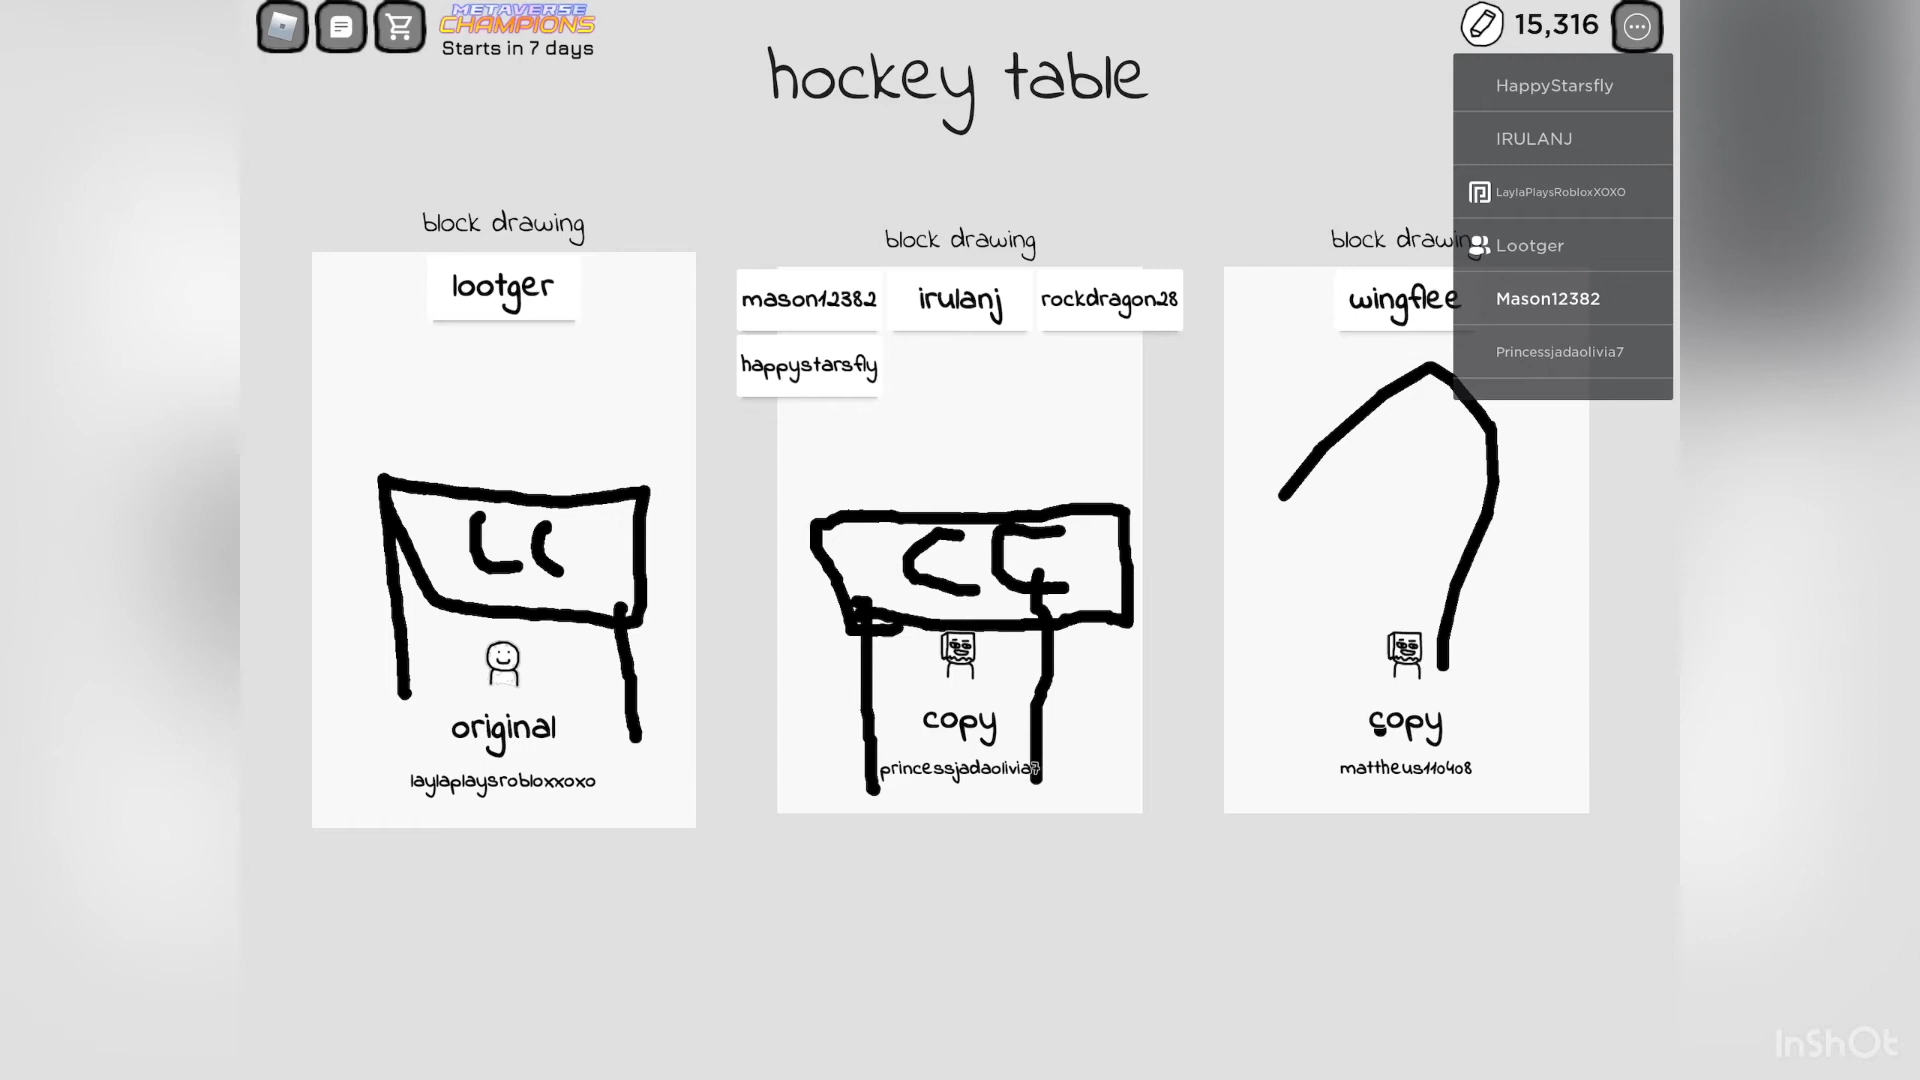 METAVERSE
CHAMPIONS
Starts in 7 days
15,316
hockey table
HappyStarsfly
IRULANJ
LaylaPlaysRobloxXOXO
Lootger
Mason12382
Princessjadaolivia7
block drawing
lootger
original
laylaplaysrobloxxoxo
block drawing
mason12382 irulanj rockdragon28
happystarsfly
copy
princessjadaolivia7
block drawing
wingflee
copy
mattheus110408
InShOt